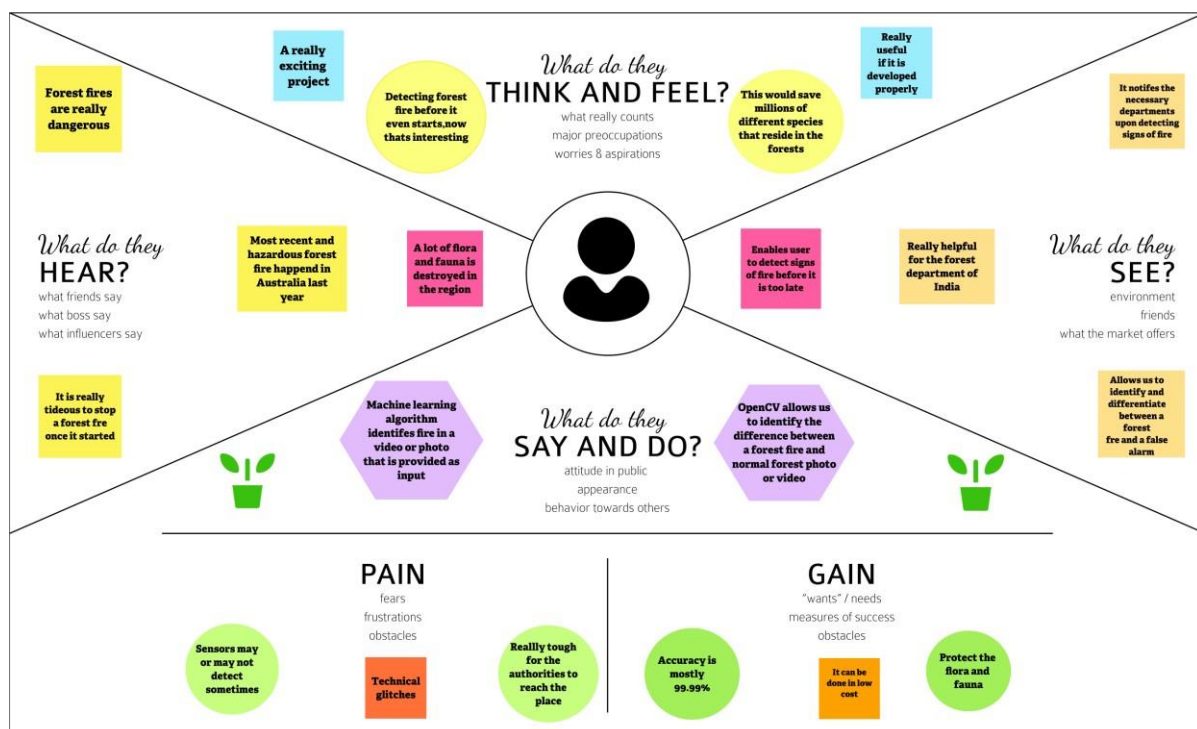 What do they
THINK AND FEEL?
what really counts
major preoccupations
worries & aspirations
A really
exciting
project
Detecting forest
fire before it
even starts,now
thats interesting
This would save
millions of
different species
that reside in the
forests
Really
useful
if it is
developed
properly
What do they
HEAR?
what friends say
what boss say
what influencers say
Forest fires
are really
dangerous
Most recent and
hazardous forest
fire happend in
Australia last
year
A lot of flora
and fauna is
destroyed in
the region
It is really
tideous to stop
a forest fre
once it started
What do they
SEE?
environment
friends
what the market offers
It notifes the
necessary
departments
upon detecting
signs of fire
Enables user
to detect signs
of fire before it
is too late
Really helpful
for the forest
department of
India
Allows us to
identify and
differentiate
between a
forest
fre and a false
alarm
What do they
SAY AND DO?
attitude in public
appearance
behavior towards others
Machine learning
algorithm
identifes fire in a
video or photo
that is provided as
input
OpenCV allows us
to identify the
difference between
a forest fire and
normal forest photo
or video
PAIN
fears
frustrations
obstacles
Sensors may
or may not
detect
sometimes
Technical
glitches
Reallly tough
for the
authorities to
reach the
place
GAIN
"wants" / needs
measures of success
obstacles
Accuracy is
mostly
99.99%
It can be
done in low
cost
Protect the
flora and
fauna